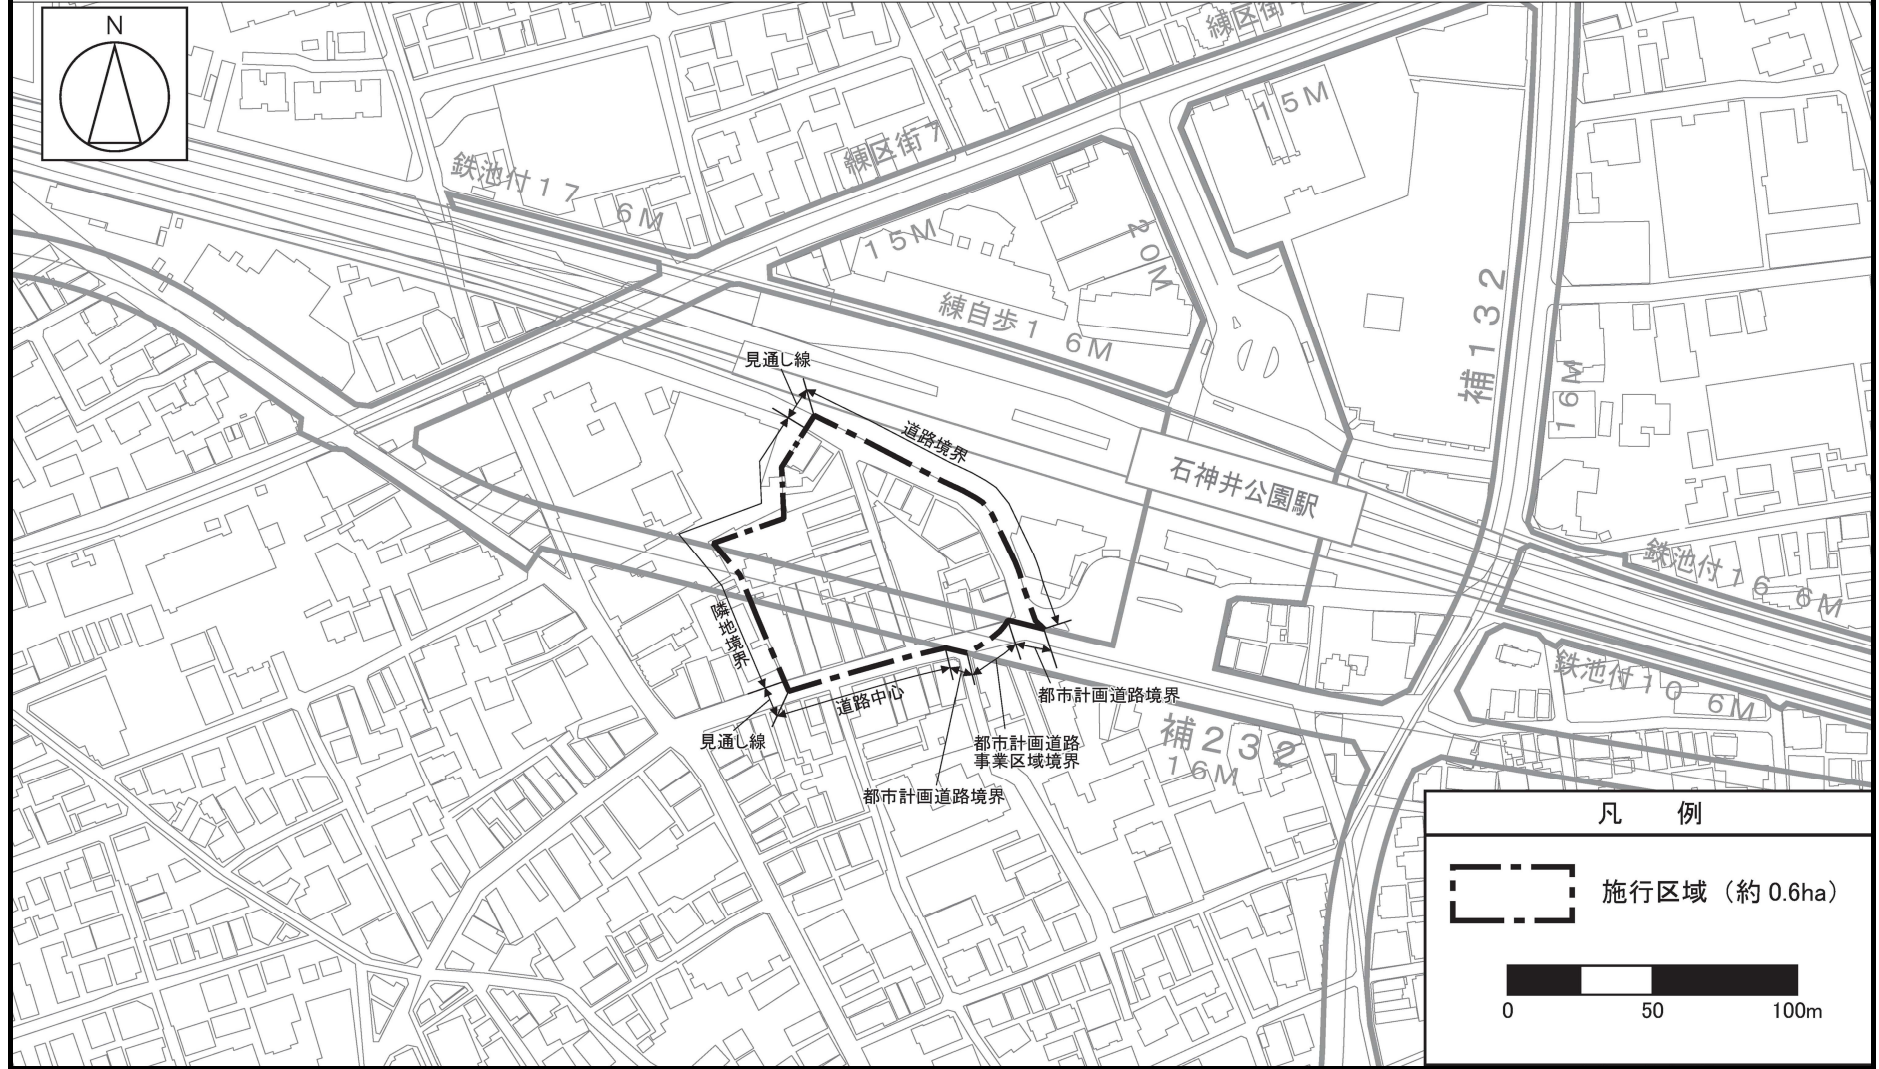 N
練区街
練区街7
15M
鉄池付17
6M
15M
20M
練自歩1 6M
補132
16M
見通し線
道路境界
石神井公園駅
鉄池付16 6M
隣地境界
鉄池付10 6M
道路中心
都市計画道路境界
見通し線
補232
16M
都市計画道路
事業区域境界
都市計画道路境界
凡 例
施行区域（約0.6ha）
0 50 100m